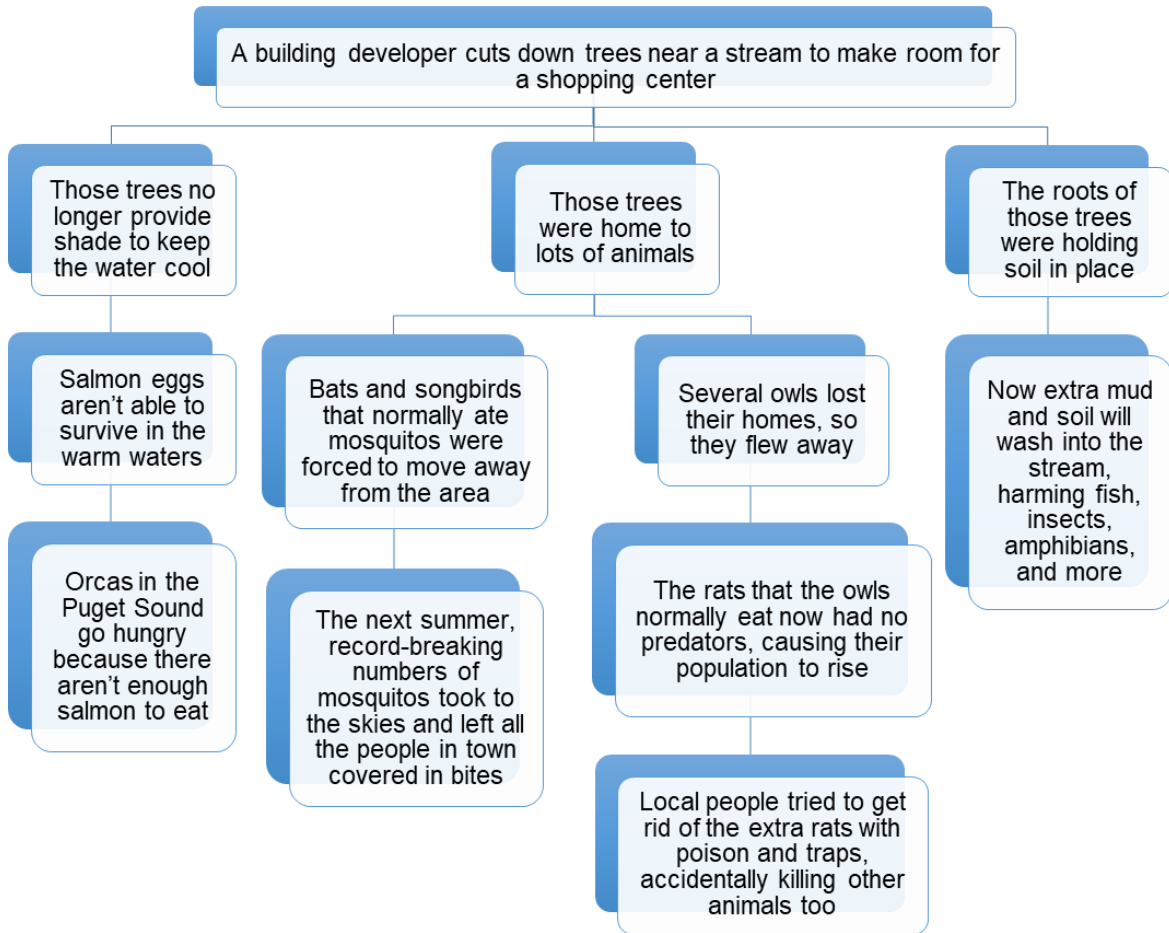 A building developer cuts down trees near a stream to make room for
a shopping center
Those trees no
longer provide
shade to keep
the water cool
Those trees
were home to
lots of animals
The roots of
those trees
were holding
soil in place
Salmon eggs
aren’t able to
survive in the
warm waters
Bats and songbirds
that normally ate
mosquitos were
forced to move away
from the area
Several owls lost
their homes, so
they flew away
Now extra mud
and soil will
wash into the
stream,
harming fish,
insects,
amphibians,
and more
Orcas in the
Puget Sound
go hungry
because there
aren’t enough
salmon to eat
The next summer,
record-breaking
numbers of
mosquitos took to
the skies and left all
the people in town
covered in bites
The rats that the owls
normally eat now had no
predators, causing their
population to rise
Local people tried to get
rid of the extra rats with
poison and traps,
accidentally killing other
animals too